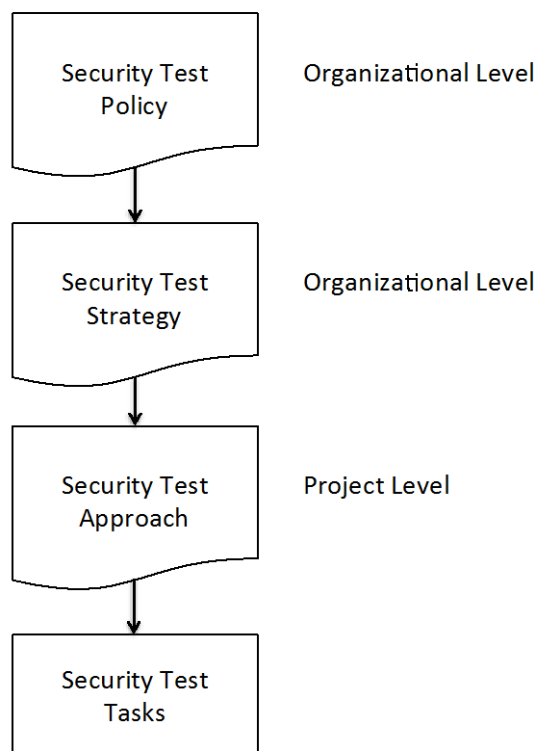 Security Test
Policy
Organizational Level
Security Test
Strategy
Organizational Level
Security Test
Approach
Project Level
Security Test
Tasks